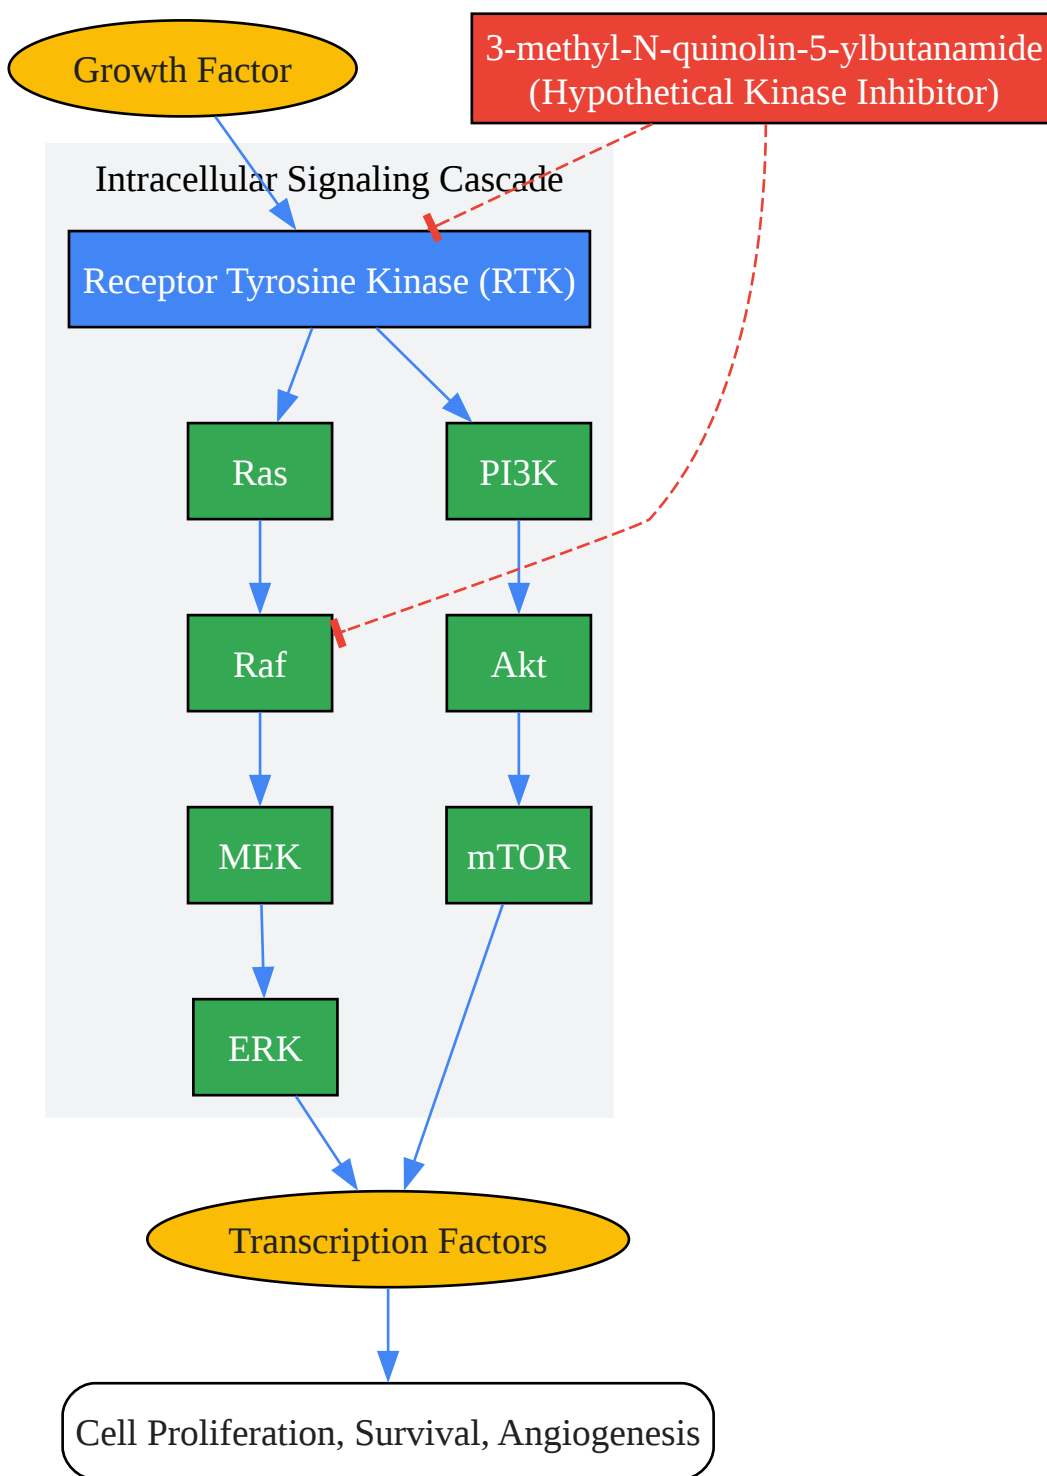 Growth Factor
3-methyl-N-quinolin-5-ylbutanamide
(Hypothetical Kinase Inhibitor)
Intracellular Signaling Cascade
Receptor Tyrosine Kinase (RTK)
Ras
PI3K
Raf
Akt
MEK
mTOR
ERK
Transcription Factors
Cell Proliferation, Survival, Angiogenesis